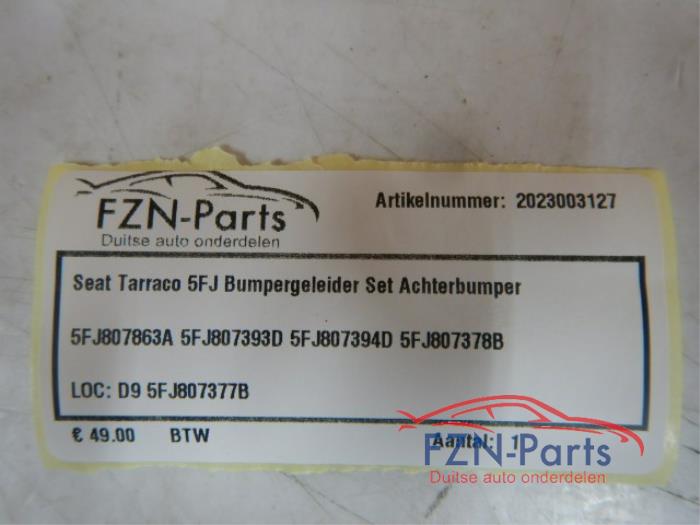 FZN-Parts
Duitse auto onderdelen
Artikelnummer: 2023003127
Seat Tarraco 5FJ Bumpergeleider Set Achterbumper
5FJ807863A 5FJ807393D 5FJ807394D 5FJ807378B
LOC: D9 5FJ807377B
€ 49.00 BTW Aantal: 1
FZN-Parts
Duitse auto onderdelen